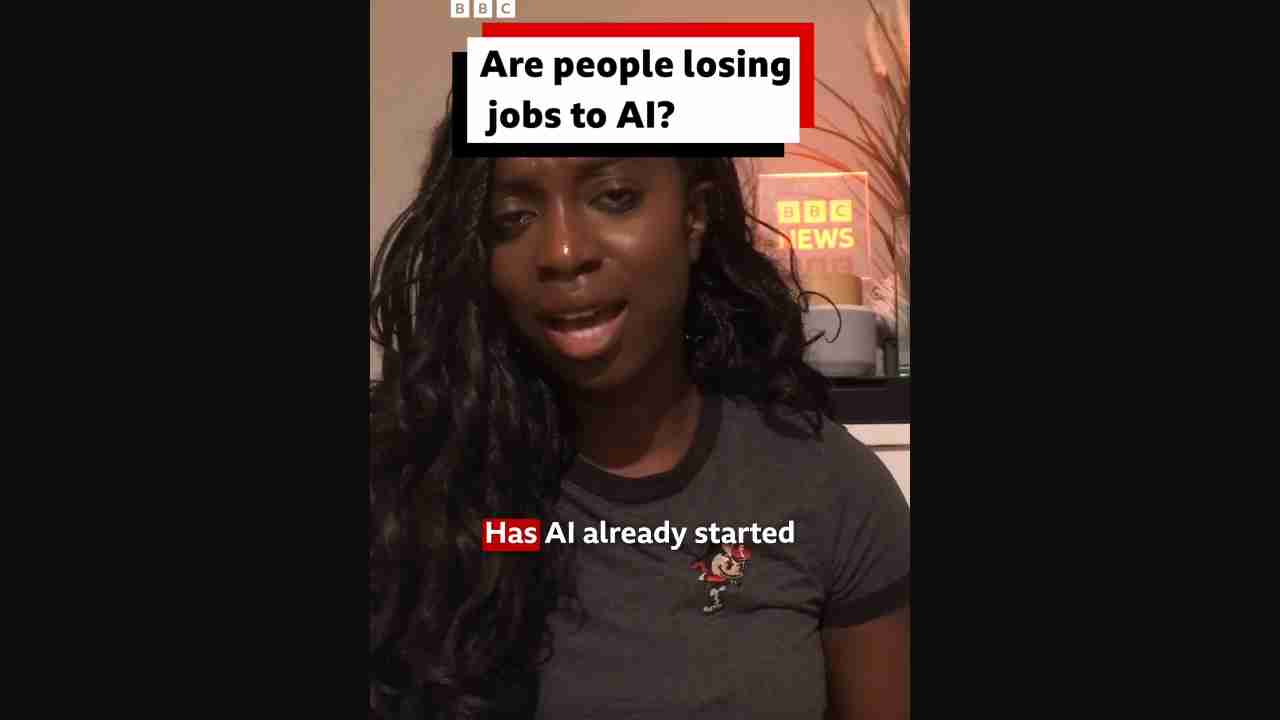 BBC
Are people losing
jobs to AI?
BBC
NEWS
Has AI already started